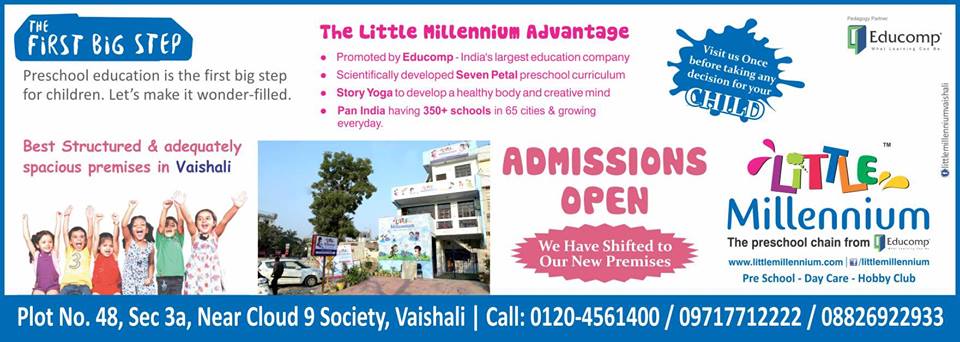 THE
FIRST BIG STEP
Preschool education is the first big step
for children. Let's make it wonder-filled.
The Little Millennium Advantage
● Promoted by Educomp - India's largest education company
● Scientifically developed Seven Petal preschool curriculum
● Story Yoga to develop a healthy body and creative mind
● Pan India having 350+ schools in 65 cities & growing
everyday.
Visit us Once
before taking any
decision for your
CHILD
Pedagogy Partner
Educomp
What Learning Can Be.
/littlemillenniumvaishali
Best Structured & adequately
spacious premises in Vaishali
3
ADMISSIONS
OPEN
We Have Shifted to
Our New Premises
LITTLE TM
Millennium
The preschool chain from Educomp
What Learning Can Be.
www.littlemillennium.com | /littlemillennium
Pre School - Day Care - Hobby Club
Plot No. 48, Sec 3a, Near Cloud 9 Society, Vaishali | Call: 0120-4561400 / 09717712222 / 08826922933